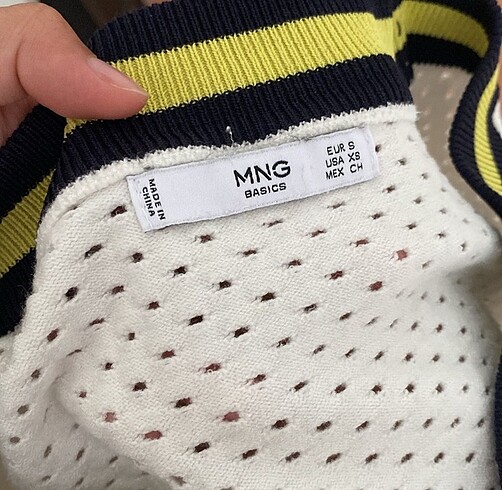 MADE IN
CHINA
MNG
BASICS
EUR S
USA XS
MEX CH